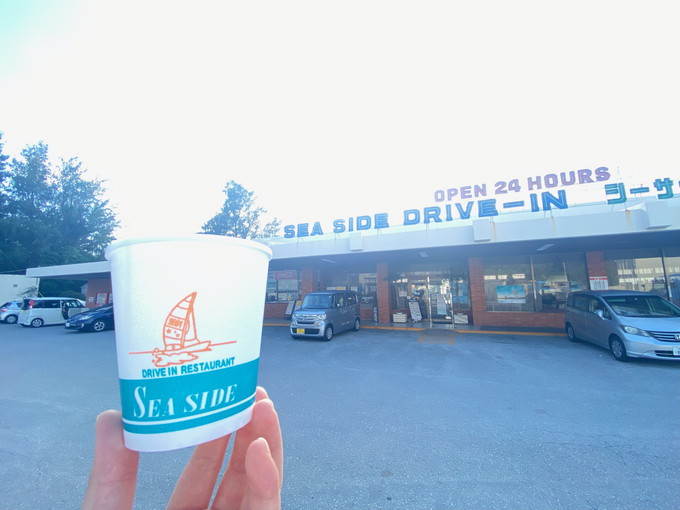 OPEN 24 HOURS
SEA SIDE DRIVE-IN シーサ
DRIVE IN RESTAURANT
SEA SIDE